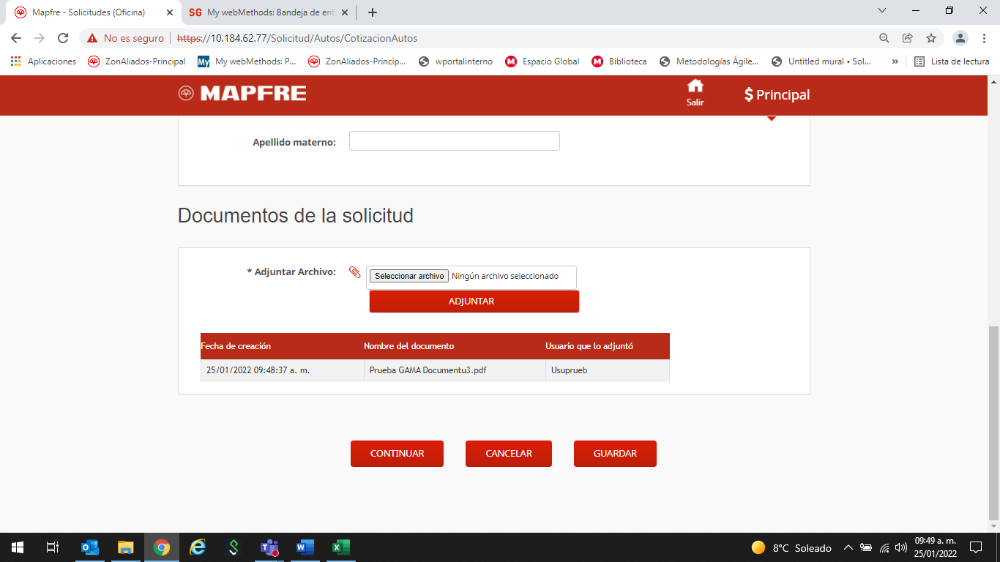 Mapfre - Solicitudes (Oficina)
SG My webMethods: Bandeja de ent
No es seguro https://10.184.62.77/Solicitud/Autos/CotizacionAutos
Aplicaciones ZonAliados-Principal My My webMethods: P... ZonAliados-Princip... wportalinterno M Espacio Global M Biblioteca Metodologías Ágile... Untitled mural • Sol... » Lista de lectura
MAPFRE Salir $ Principal
Apellido materno:
Documentos de la solicitud
* Adjuntar Archivo: Seleccionar archivo Ningún archivo seleccionado
ADJUNTAR
Fecha de creación Nombre del documento Usuario que lo adjuntó
25/01/2022 09:48:37 a. m. Prueba GAMA Documentu3.pdf Usuprueb
CONTINUAR CANCELAR GUARDAR
8°C Soleado 09:49 a. m.
25/01/2022